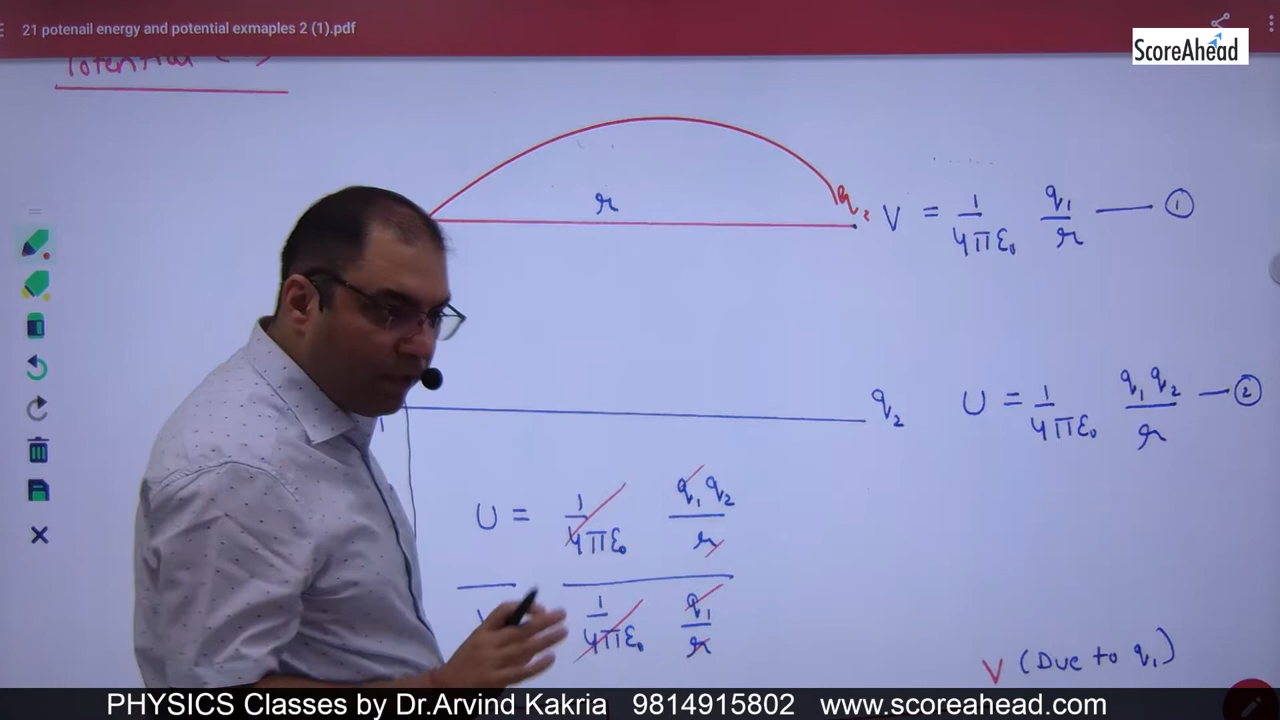 21 potenail energy and potential exmaples 2 (1).pdf
ScoreAhead
Potential
r
q₂
V = 1/4πε₀ q₁/r — ①
q₂
U = 1/4πε₀ q₁q₂/r — ②
U = 1/4πε₀ q₁q₂/r
1/4πε₀ q₁/r
V (Due to q₁)
PHYSICS Classes by Dr.Arvind Kakria 9814915802 www.scoreahead.com